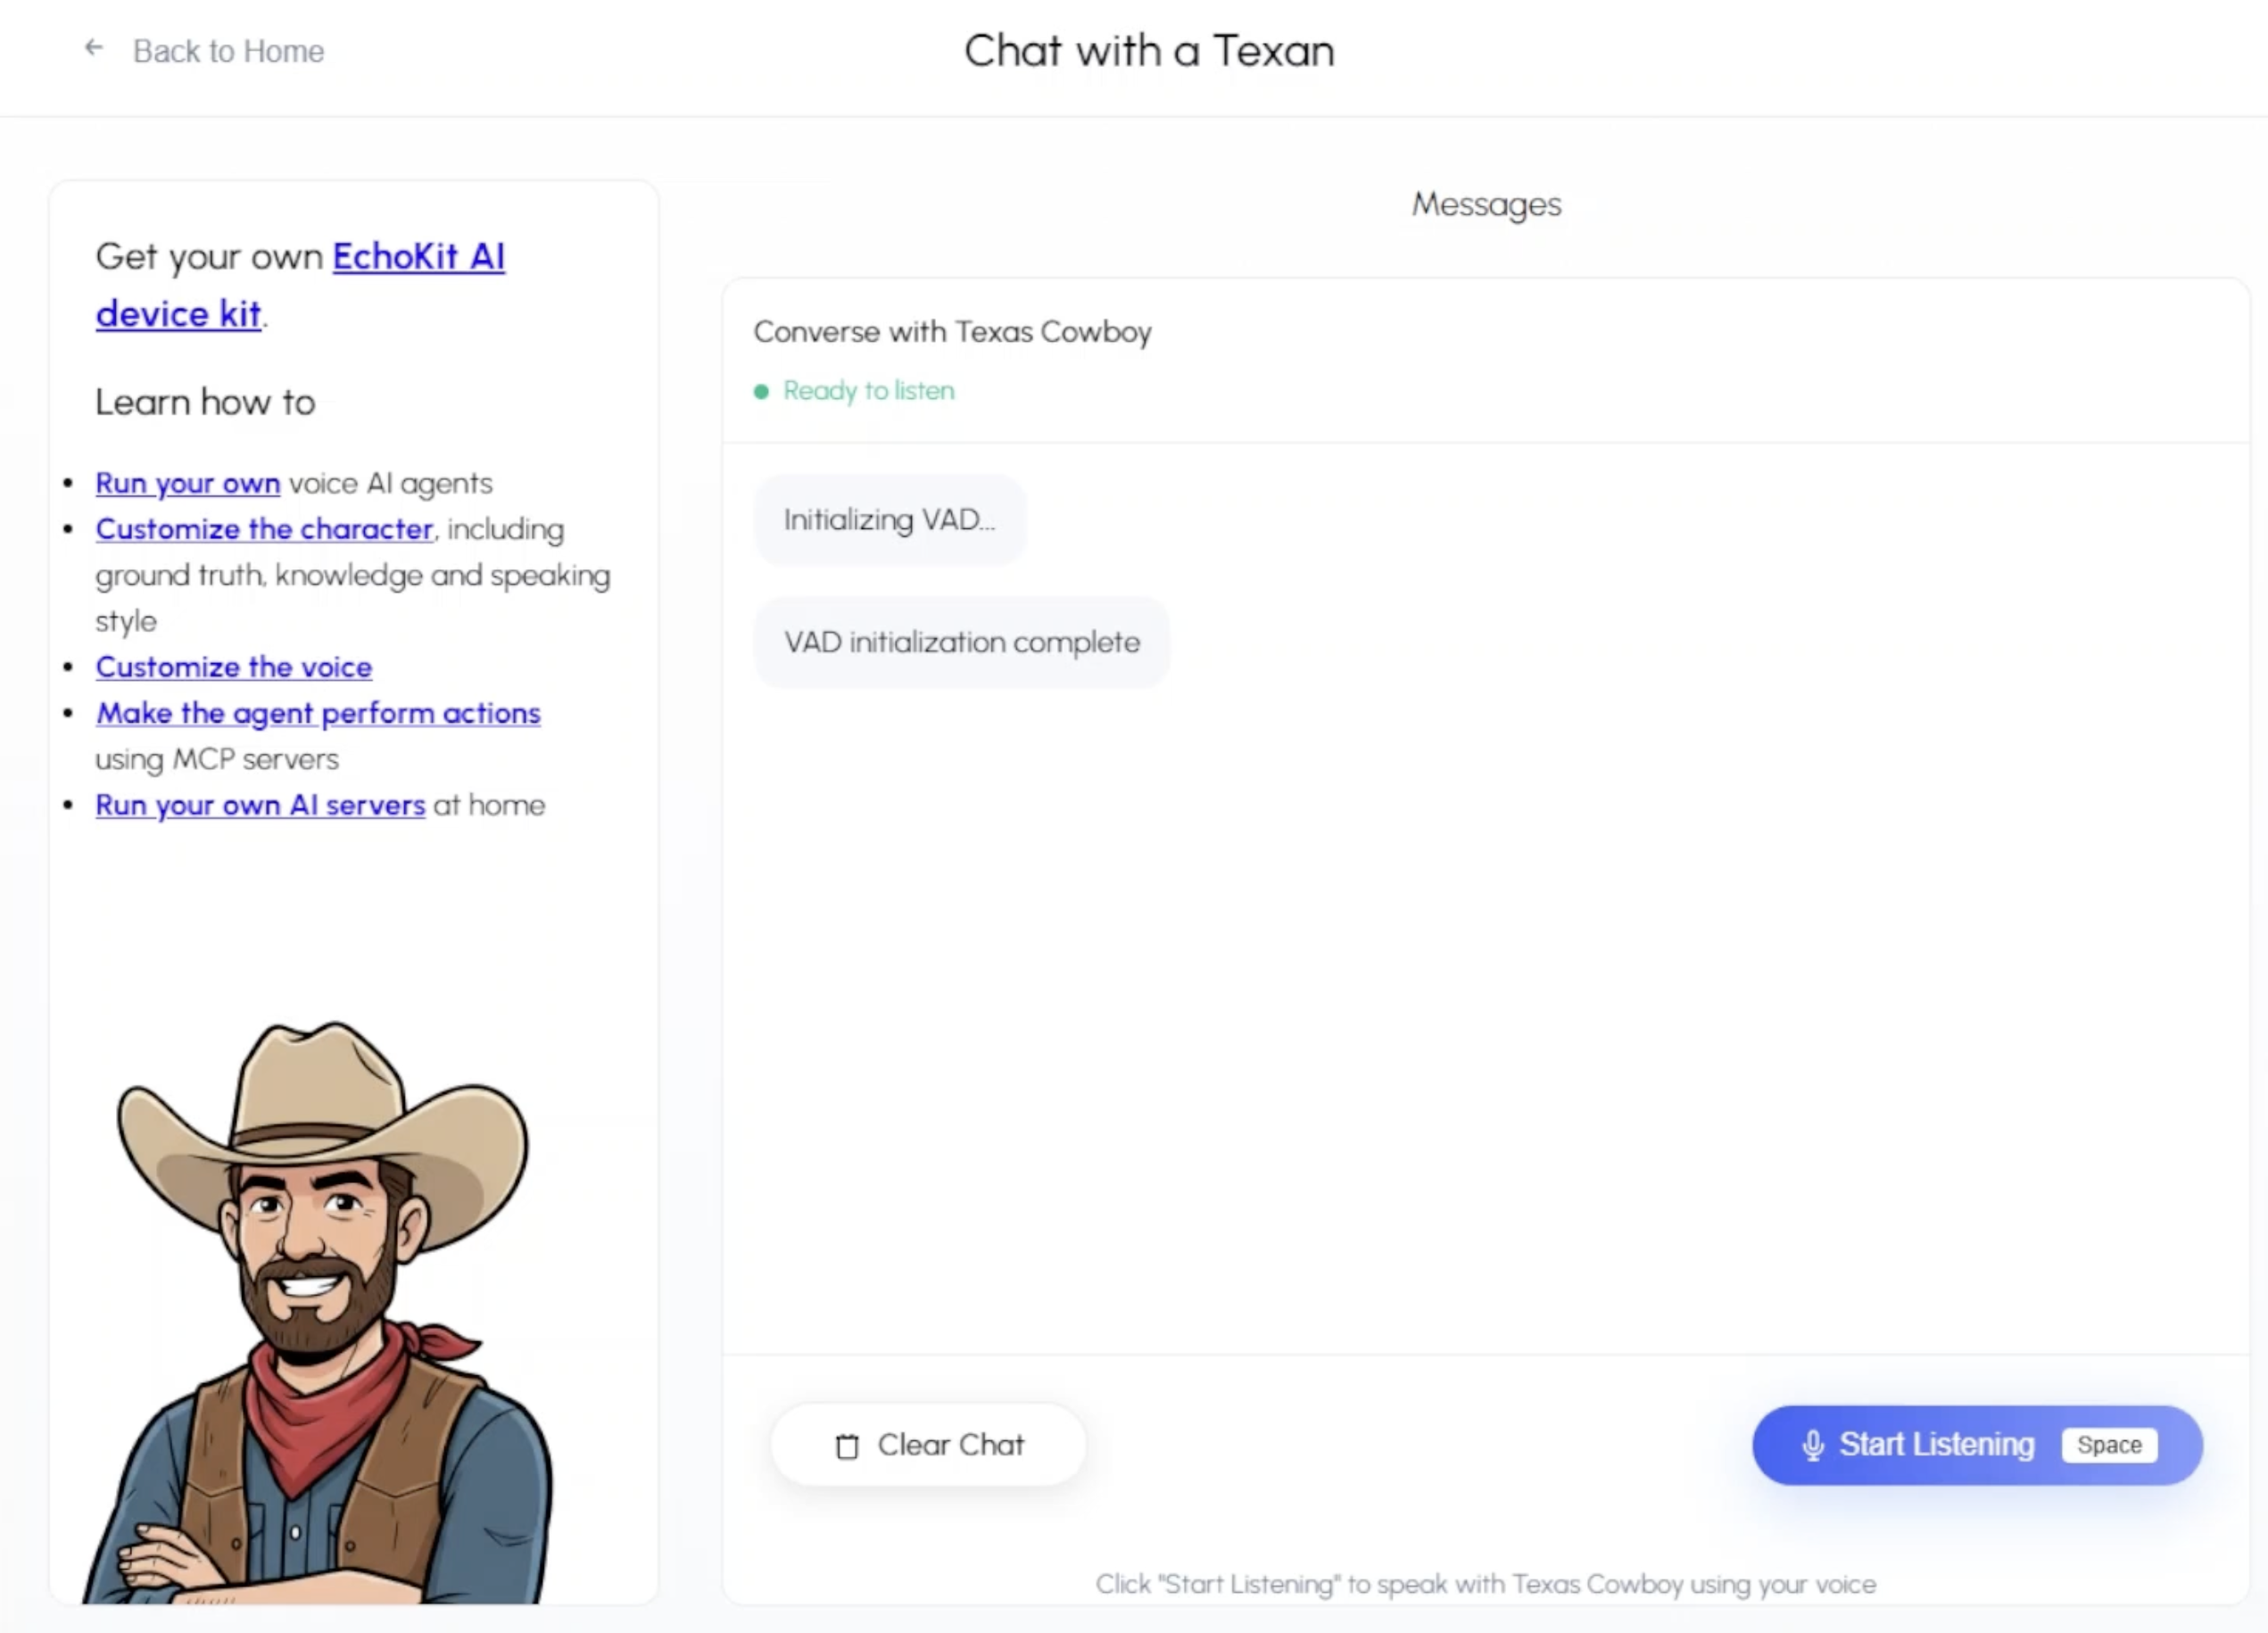 Back to Home
Chat with a Texan
Get your own EchoKit AI
device kit.
Learn how to
Run your own voice AI agents
Customize the character, including
ground truth, knowledge and speaking
style
Customize the voice
Make the agent perform actions
using MCP servers
Run your own AI servers at home
Messages
Converse with Texas Cowboy
Ready to listen
Initializing VAD...
VAD initialization complete
Clear Chat
Start Listening Space
Click "Start Listening" to speak with Texas Cowboy using your voice